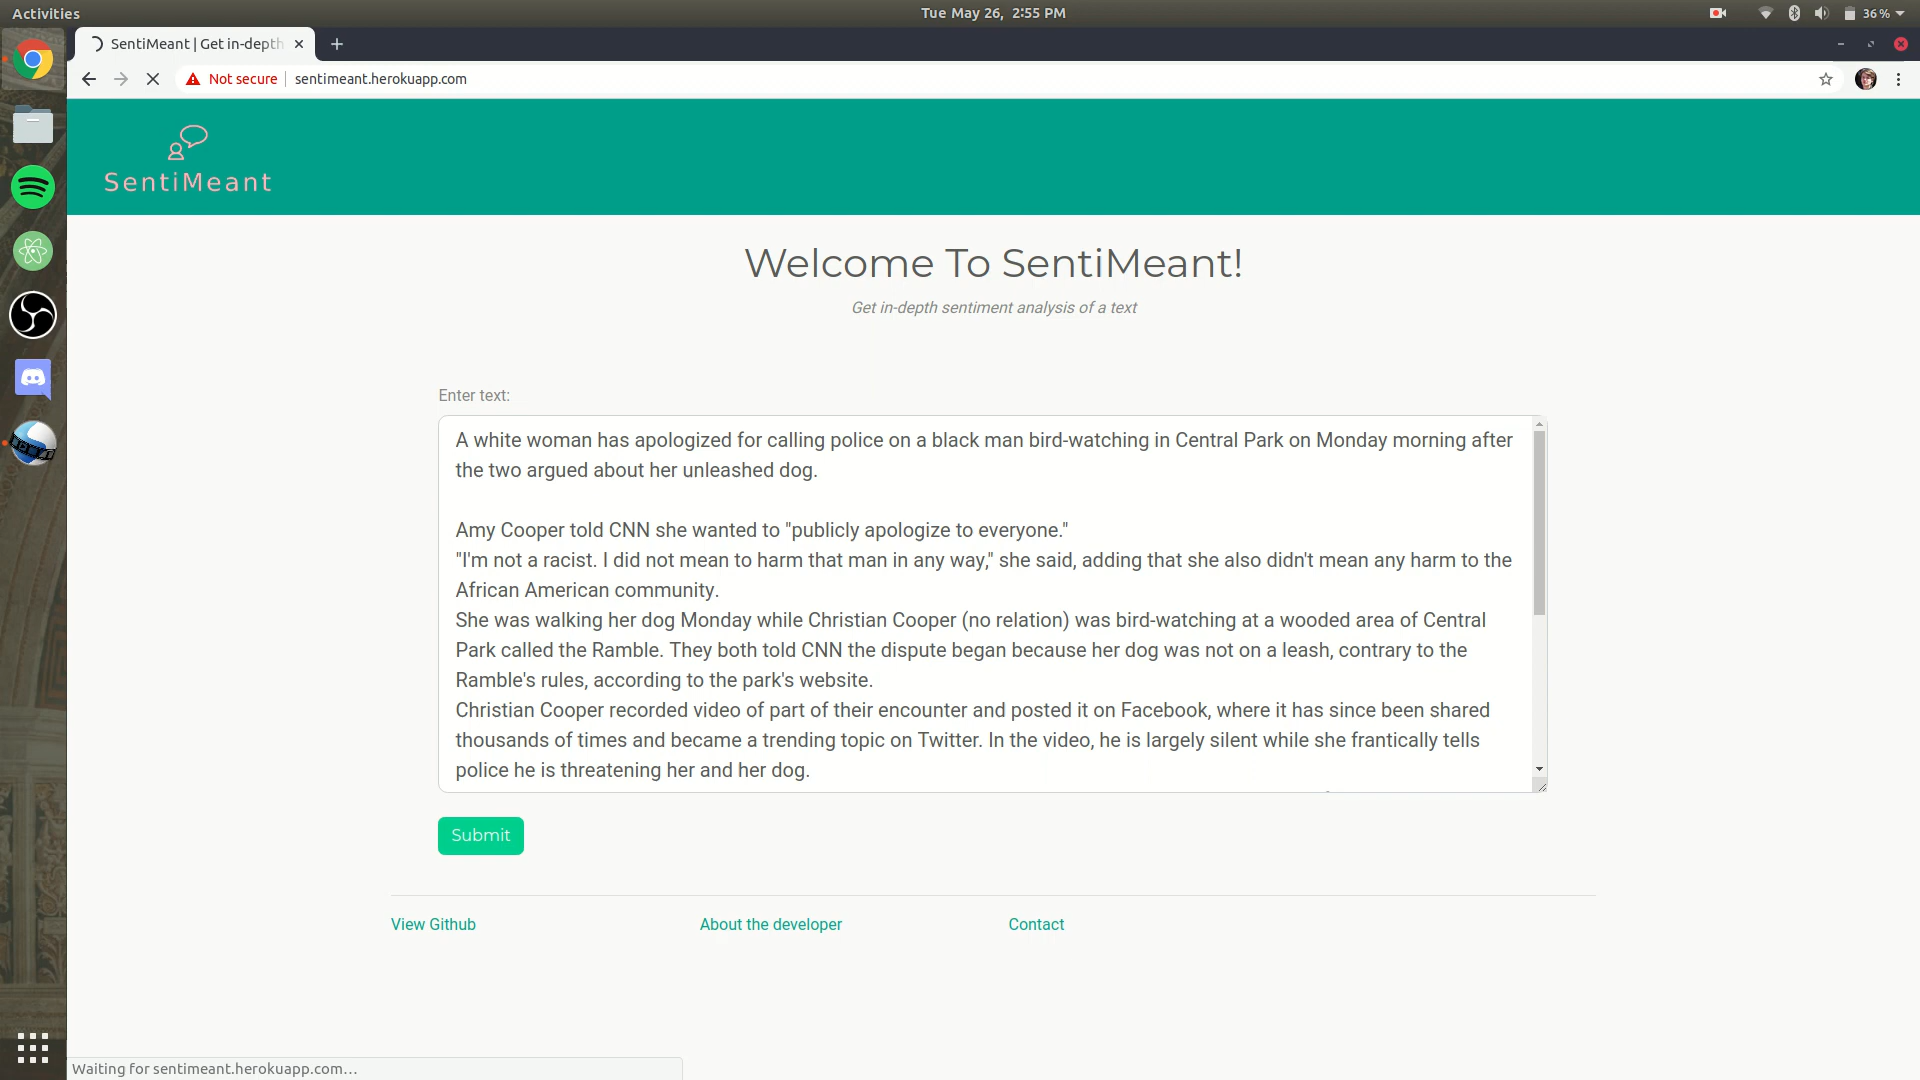 Activities
Tue May 26, 2:55 PM
36%
SentiMeant | Get in-depth
Not secure
sentimeant.herokuapp.com
SentiMeant
Welcome To SentiMeant!
Get in-depth sentiment analysis of a text
Enter text:
A white woman has apologized for calling police on a black man bird-watching in Central Park on Monday morning after
the two argued about her unleashed dog.
Amy Cooper told CNN she wanted to "publicly apologize to everyone."
"I'm not a racist. I did not mean to harm that man in any way," she said, adding that she also didn't mean any harm to the
African American community.
She was walking her dog Monday while Christian Cooper (no relation) was bird-watching at a wooded area of Central
Park called the Ramble. They both told CNN the dispute began because her dog was not on a leash, contrary to the
Ramble's rules, according to the park's website.
Christian Cooper recorded video of part of their encounter and posted it on Facebook, where it has since been shared
thousands of times and became a trending topic on Twitter. In the video, he is largely silent while she frantically tells
police he is threatening her and her dog.
Submit
View Github
About the developer
Contact
Waiting for sentimeant.herokuapp.com...